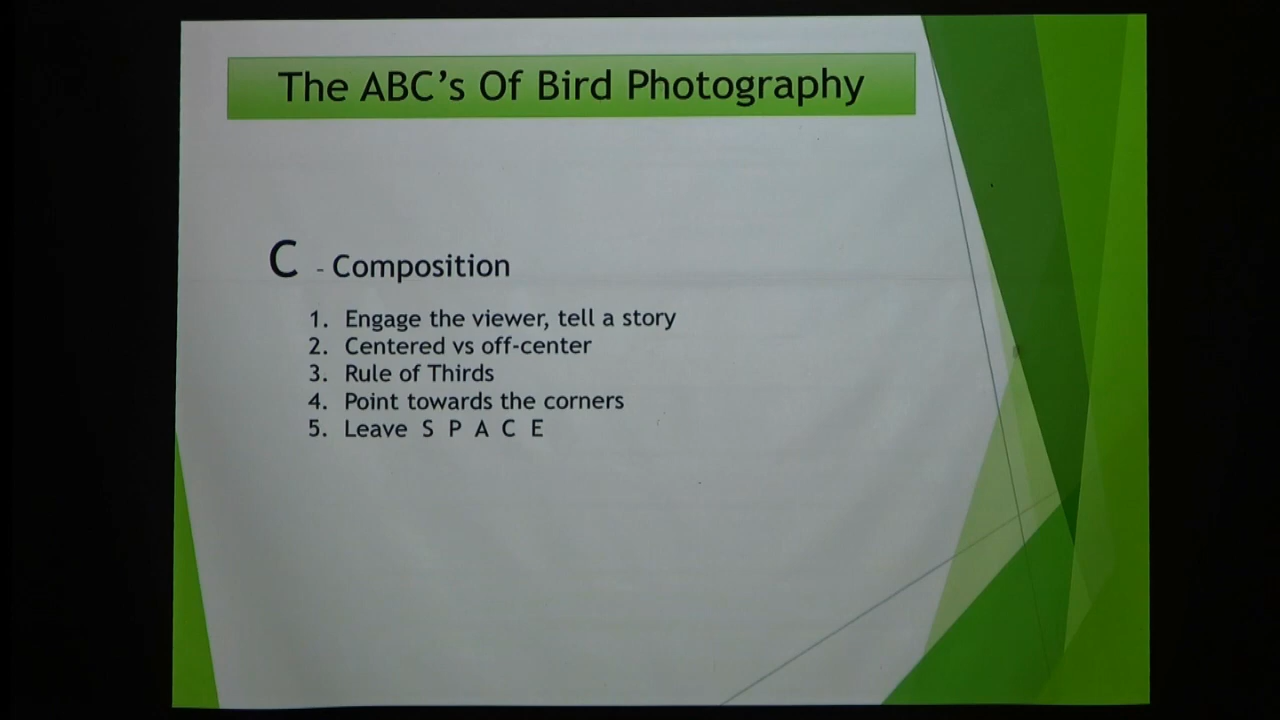 The ABC's Of Bird Photography
C - Composition
1. Engage the viewer, tell a story
2. Centered vs off-center
3. Rule of Thirds
4. Point towards the corners
5. Leave S P A C E